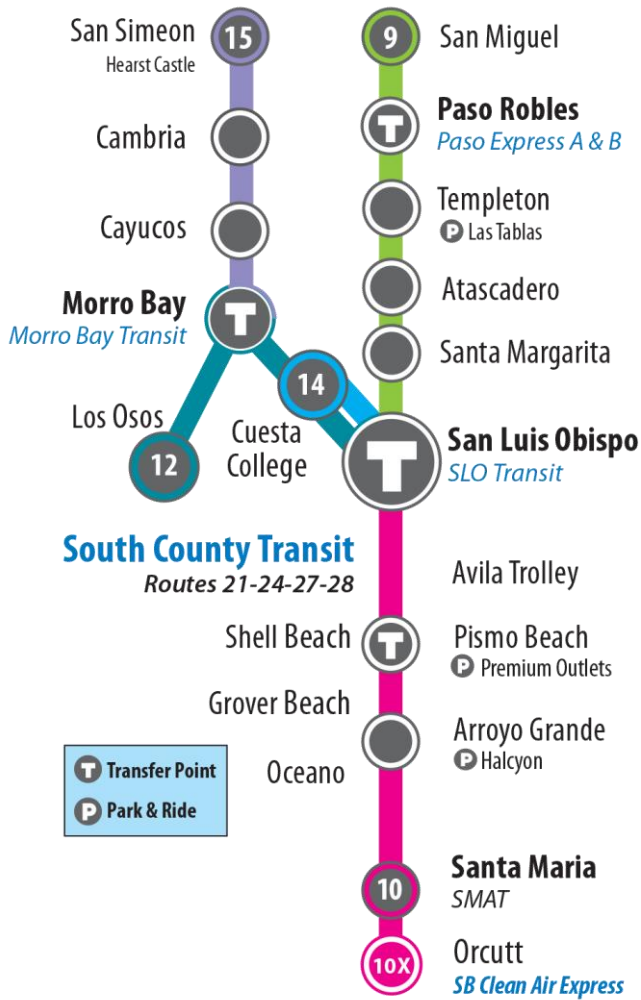 San Simeon
Hearst Castle
15
9
San Miguel
Cambria
T
Paso Robles
Paso Express A & B
Cayucos
Templeton
P Las Tablas
Morro Bay
Morro Bay Transit
T
Atascadero
Santa Margarita
14
Los Osos
12
Cuesta
College
T
San Luis Obispo
SLO Transit
South County Transit
Routes 21-24-27-28
Avila Trolley
Shell Beach
T
Pismo Beach
P Premium Outlets
Grover Beach
Arroyo Grande
P Halcyon
Oceano
T Transfer Point
P Park & Ride
10
Santa Maria
SMAT
10X
Orcutt
SB Clean Air Express